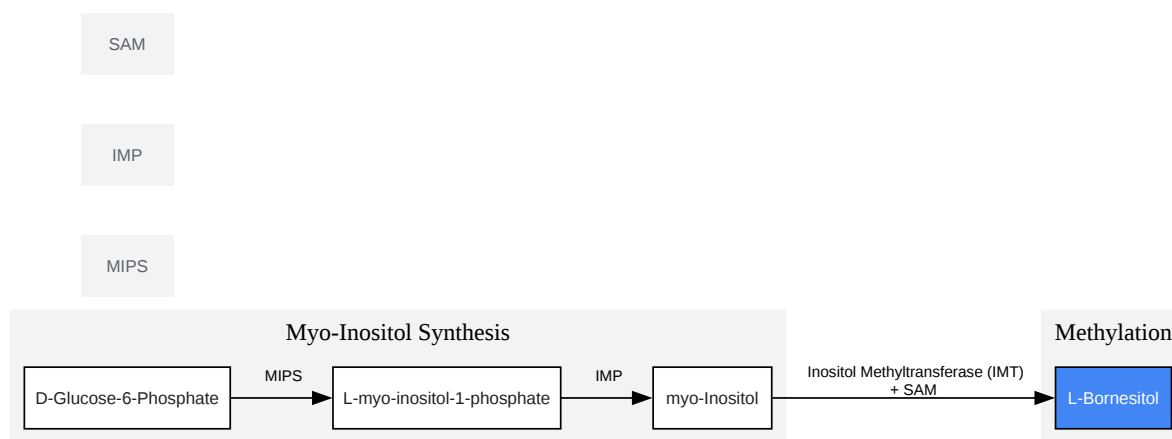 SAM
IMP
MIPS
Myo-Inositol Synthesis
Methylation
D-Glucose-6-Phosphate
MIPS
L-myo-inositol-1-phosphate
IMP
myo-Inositol
Inositol Methyltransferase (IMT)
+ SAM
L-Bornesitol